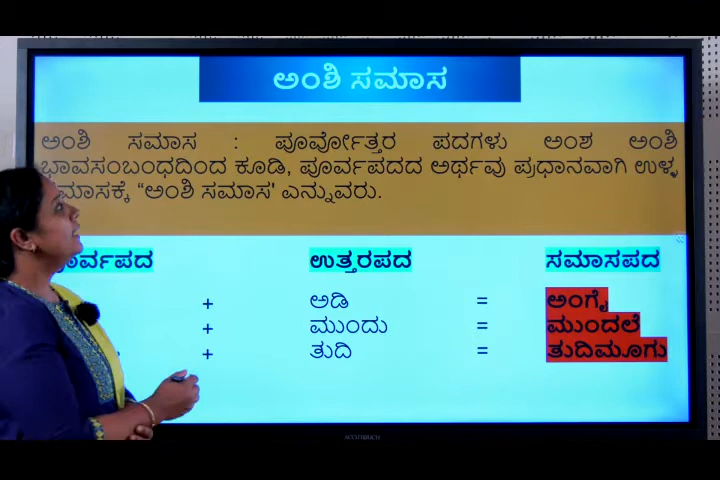 ಅಂಶಿ ಸಮಾಸ
ಅಂಶಿ ಸಮಾಸ : ಪೂರ್ವೋತ್ತರ ಪದಗಳು ಅಂಶ ಅಂಶಿ
ಭಾವಸಂಬಂಧದಿಂದ ಕೂಡಿ, ಪೂರ್ವಪದದ ಅರ್ಥವು ಪ್ರಧಾನವಾಗಿ ಉಳ್ಳ
ಸಮಾಸಕ್ಕೆ “ಅಂಶಿ ಸಮಾಸ' ಎನ್ನುವರು.
ಪೂರ್ವಪದ ಉತ್ತರಪದ ಸಮಾಸಪದ
+ ಅಡಿ = ಅಂಗೈ
+ ಮುಂದು = ಮುಂದಲೆ
+ ತುದಿ = ತುದಿಮೂಗು